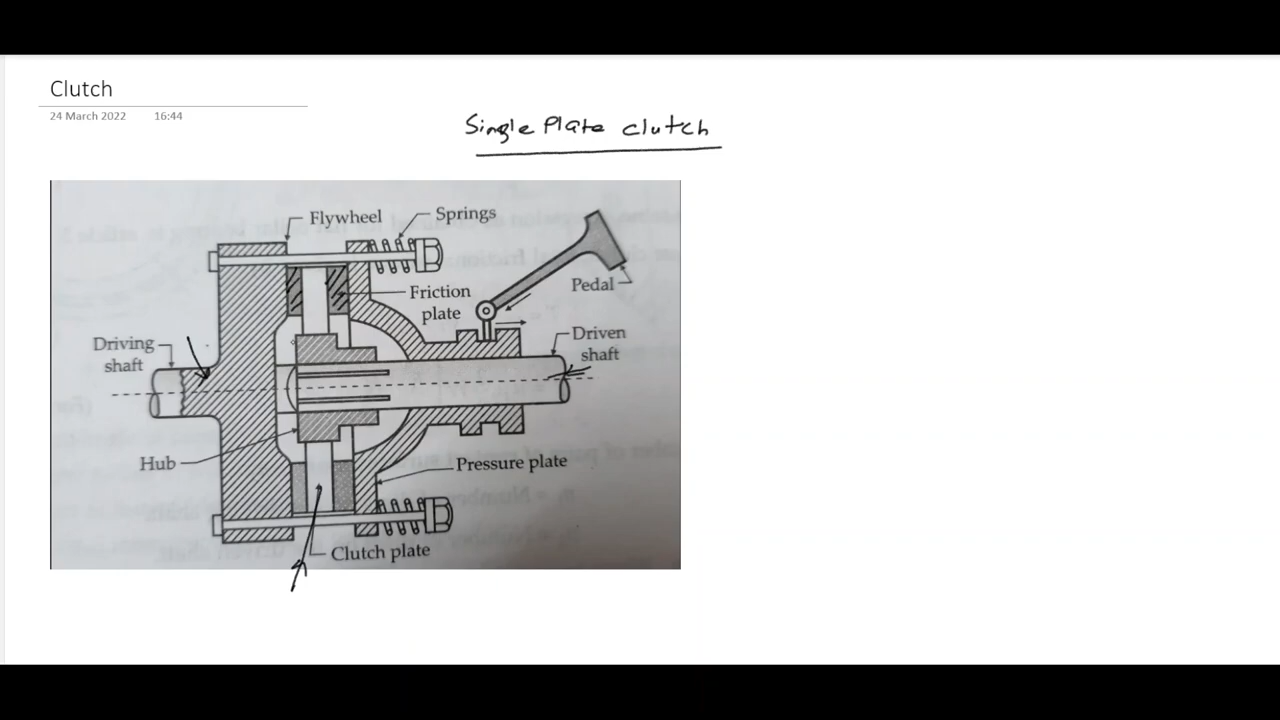 Clutch
24 March 2022 16:44
Single Plate clutch
Flywheel
Springs
Friction
plate
Pedal
Driving
shaft
Driven
shaft
Hub
Pressure plate
Clutch plate